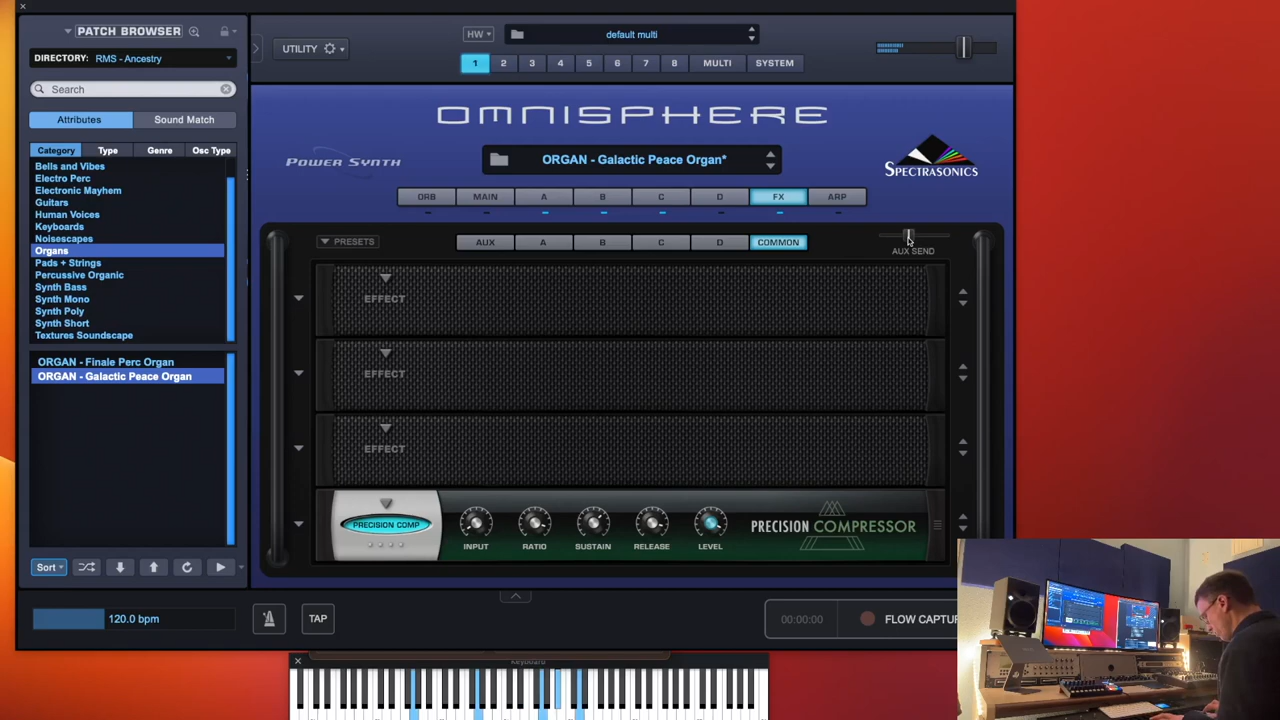 PATCH BROWSER
DIRECTORY: RMS - Ancestry
Search
Attributes
Sound Match
Category Type Genre Osc Type
Bells and Vibes
Electro Perc
Electronic Mayhem
Guitars
Human Voices
Keyboards
Noisescapes
Organs
Pads + Strings
Percussive Organic
Synth Bass
Synth Mono
Synth Poly
Synth Short
Textures Soundscape
ORGAN - Finale Perc Organ
ORGAN - Galactic Peace Organ
Sort
120.0 bpm
TAP
UTILITY
HW
default multi
1 2 3 4 5 6 7 8 MULTI SYSTEM
OMNISPHERE
POWER SYNTH
ORGAN - Galactic Peace Organ*
SPECTRASONICS
ORB MAIN A B C D FX ARP
PRESETS
AUX A B C D COMMON
AUX SEND
EFFECT
EFFECT
EFFECT
PRECISION COMP
INPUT RATIO SUSTAIN RELEASE LEVEL
PRECISION COMPRESSOR
00:00:00
FLOW CAPTU
Keyboard